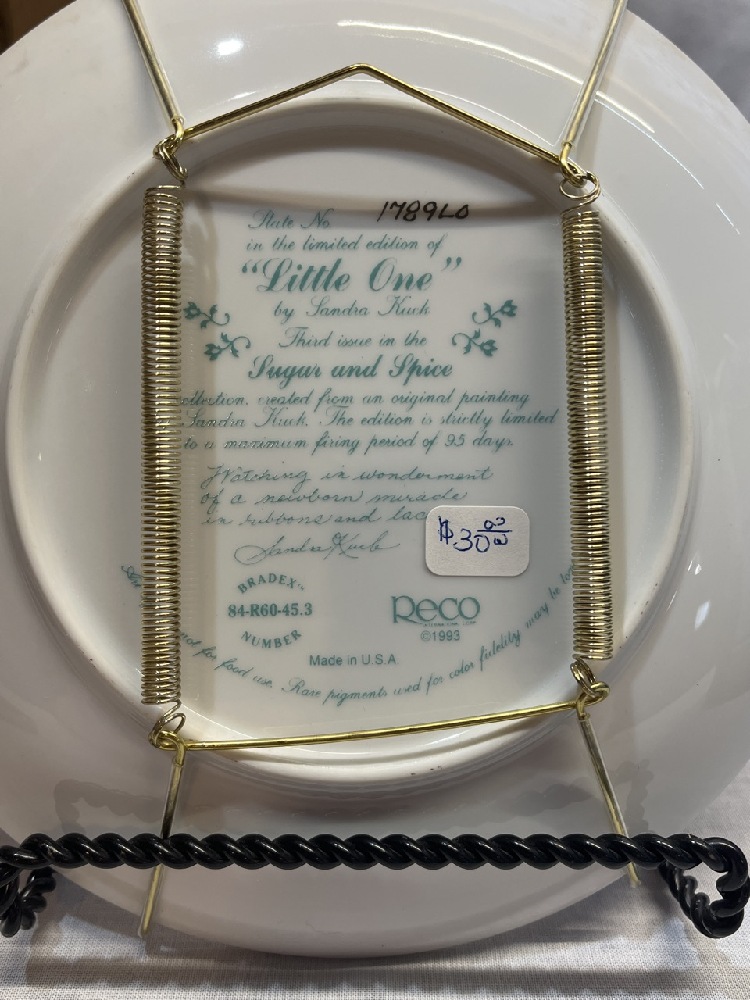 Plate No. 1789LO
in the limited edition of
"Little One"
by Sandra Kuck
Third issue in the
Sugar and Spice
collection, created from an original painting
Sandra Kuck. The edition is strictly limited
to a maximum firing period of 95 days.
Watching in wonderment
of a newborn miracle
in ribbons and lac
$30.00
Sandra Kuck
BRADEX
84-R60-45.3
NUMBER
Reco
©1993
Made in U.S.A
not for food use. Rare pigments used for color fidelity may be tox